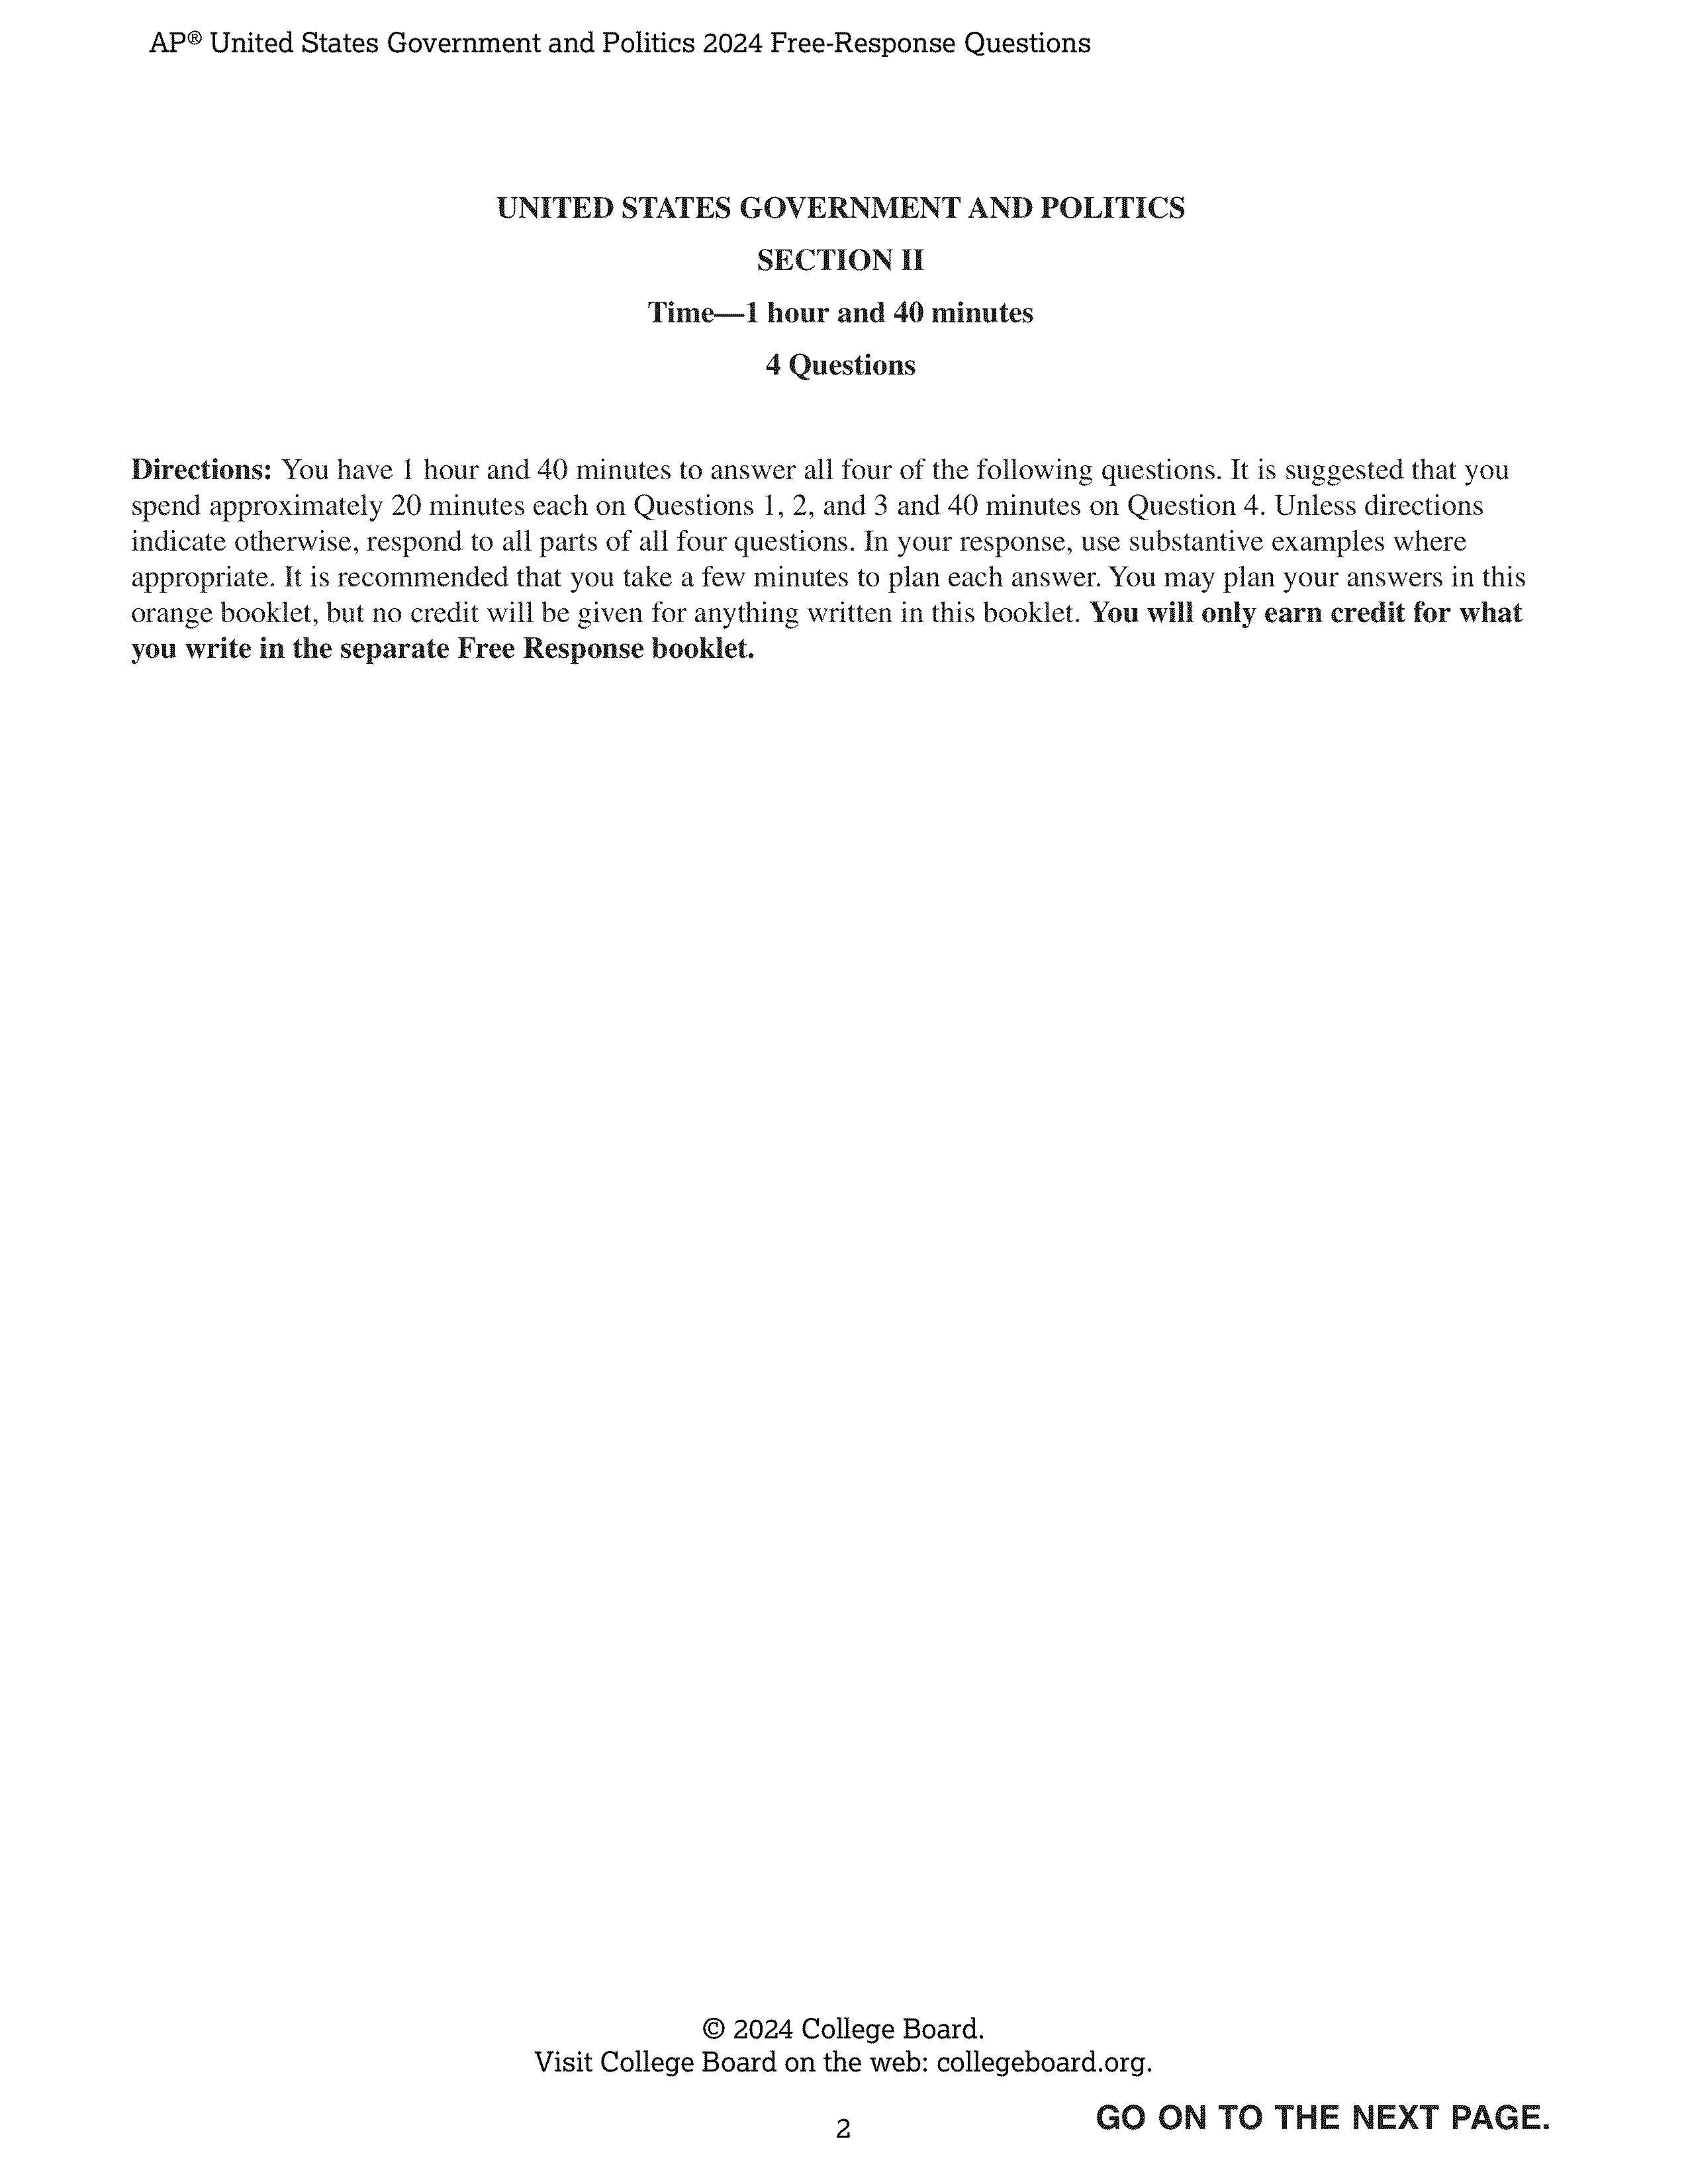 AP® United States Government and Politics 2024 Free-Response Questions
UNITED STATES GOVERNMENT AND POLITICS
SECTION II
Time—1 hour and 40 minutes
4 Questions
Directions: You have 1 hour and 40 minutes to answer all four of the following questions. It is suggested that you
spend approximately 20 minutes each on Questions 1, 2, and 3 and 40 minutes on Question 4. Unless directions
indicate otherwise, respond to all parts of all four questions. In your response, use substantive examples where
appropriate. It is recommended that you take a few minutes to plan each answer. You may plan your answers in this
orange booklet, but no credit will be given for anything written in this booklet. You will only earn credit for what
you write in the separate Free Response booklet.
© 2024 College Board.
Visit College Board on the web: collegeboard.org.
GO ON TO THE NEXT PAGE.
2